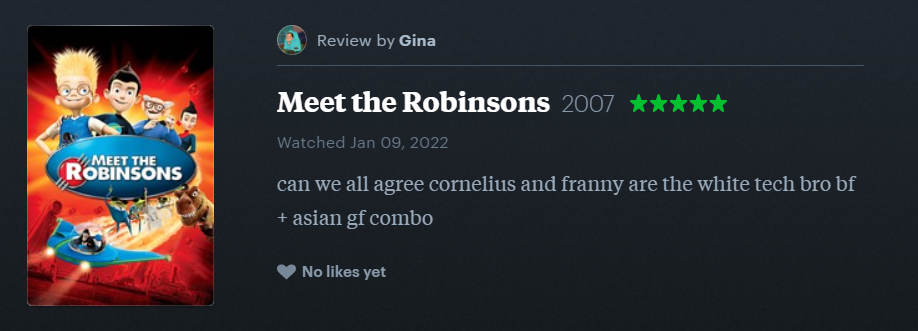 Review by Gina
MEET THE
ROBINSONS
Meet the Robinsons 2007 ★★★★★
Watched Jan 09, 2022
can we all agree cornelius and franny are the white tech bro bf
+ asian gf combo
No likes yet